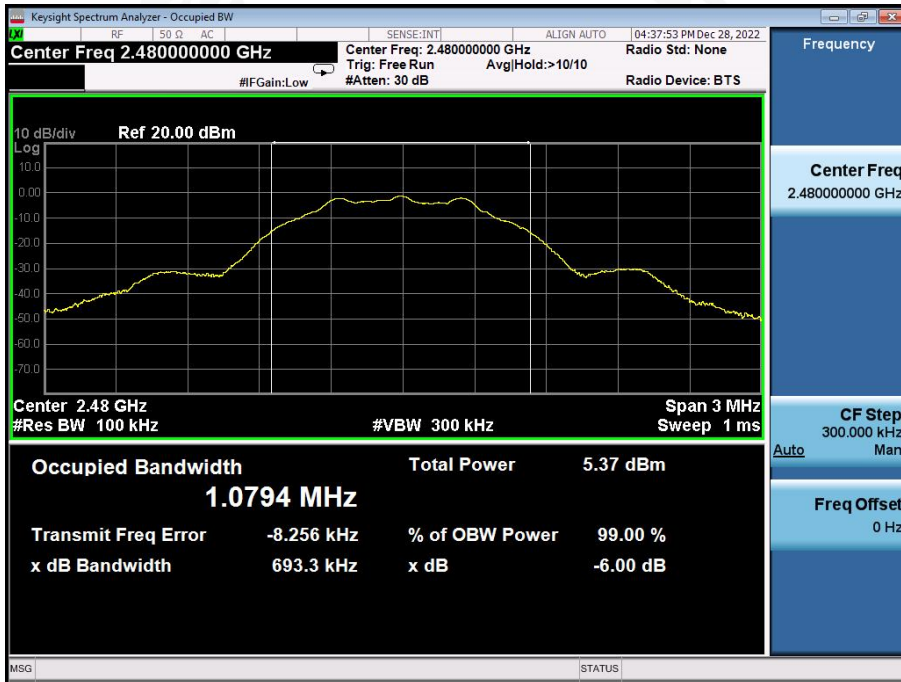 Keysight Spectrum Analyzer - Occupied BW
LXI RF 50 Ω AC SENSE:INT ALIGN AUTO 04:37:53 PM Dec 28, 2022
Center Freq 2.480000000 GHz
Center Freq: 2.480000000 GHz Radio Std: None
Trig: Free Run Avg|Hold:>10/10
#IFGain:Low #Atten: 30 dB Radio Device: BTS
10 dB/div Ref 20.00 dBm
Log
10.0
0.00
-10.0
-20.0
-30.0
-40.0
-50.0
-60.0
-70.0
Center 2.48 GHz Span 3 MHz
#Res BW 100 kHz #VBW 300 kHz Sweep 1 ms
Occupied Bandwidth Total Power 5.37 dBm
1.0794 MHz
Transmit Freq Error -8.256 kHz % of OBW Power 99.00 %
x dB Bandwidth 693.3 kHz x dB -6.00 dB
MSG STATUS
Frequency
Center Freq
2.480000000 GHz
CF Step
300.000 kHz
Auto Man
Freq Offset
0 Hz